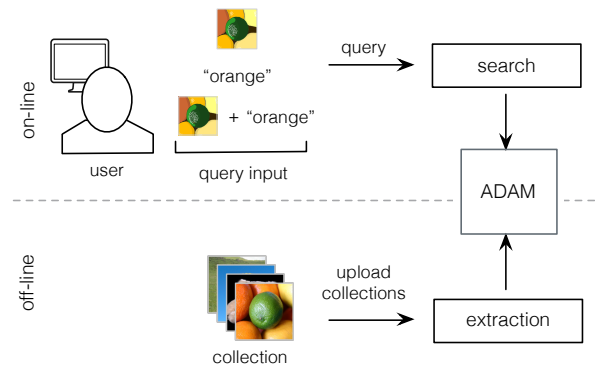 on-line
"orange"
+ "orange"
user
query input
query
search
ADAM
off-line
collection
upload
collections
extraction